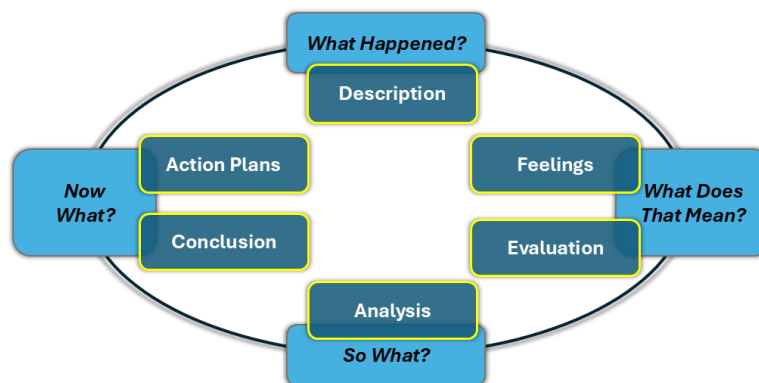 What Happened?
Description
Action Plans
Feelings
Now
What?
What Does
That Mean?
Conclusion
Evaluation
Analysis
So What?